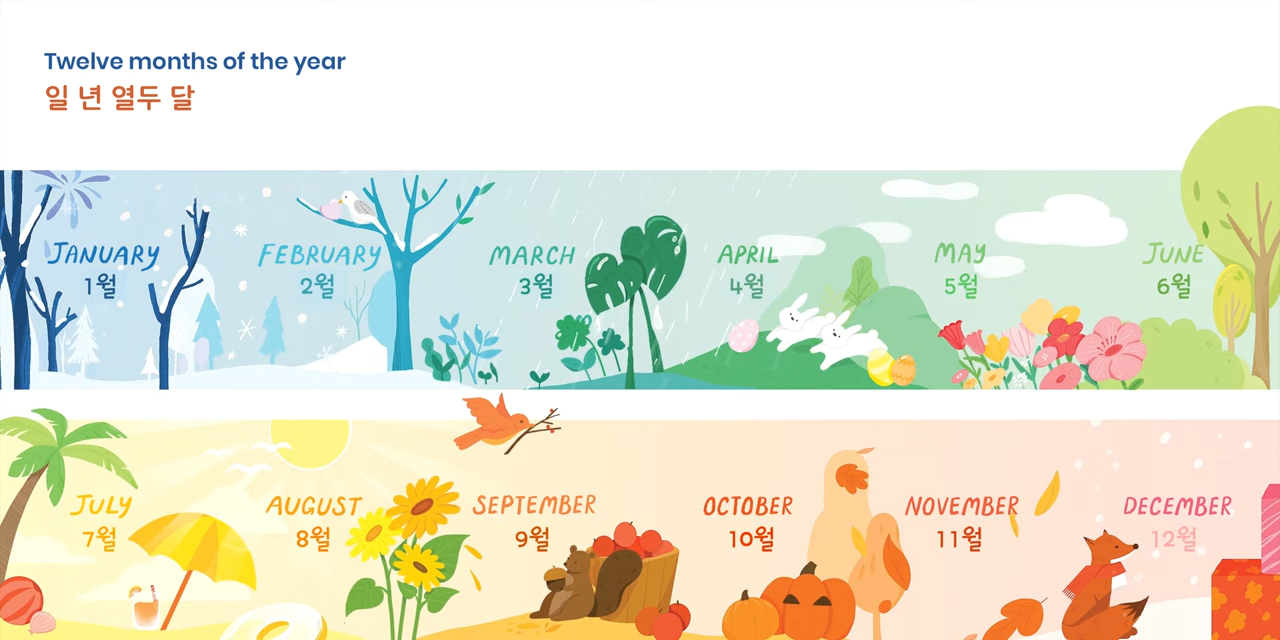 Twelve months of the year
일 년 열두 달
JANUARY
1월
FEBRUARY
2월
MARCH
3월
APRIL
4월
MAY
5월
JUNE
6월
JULY
7월
AUGUST
8월
SEPTEMBER
9월
OCTOBER
10월
NOVEMBER
11월
DECEMBER
12월